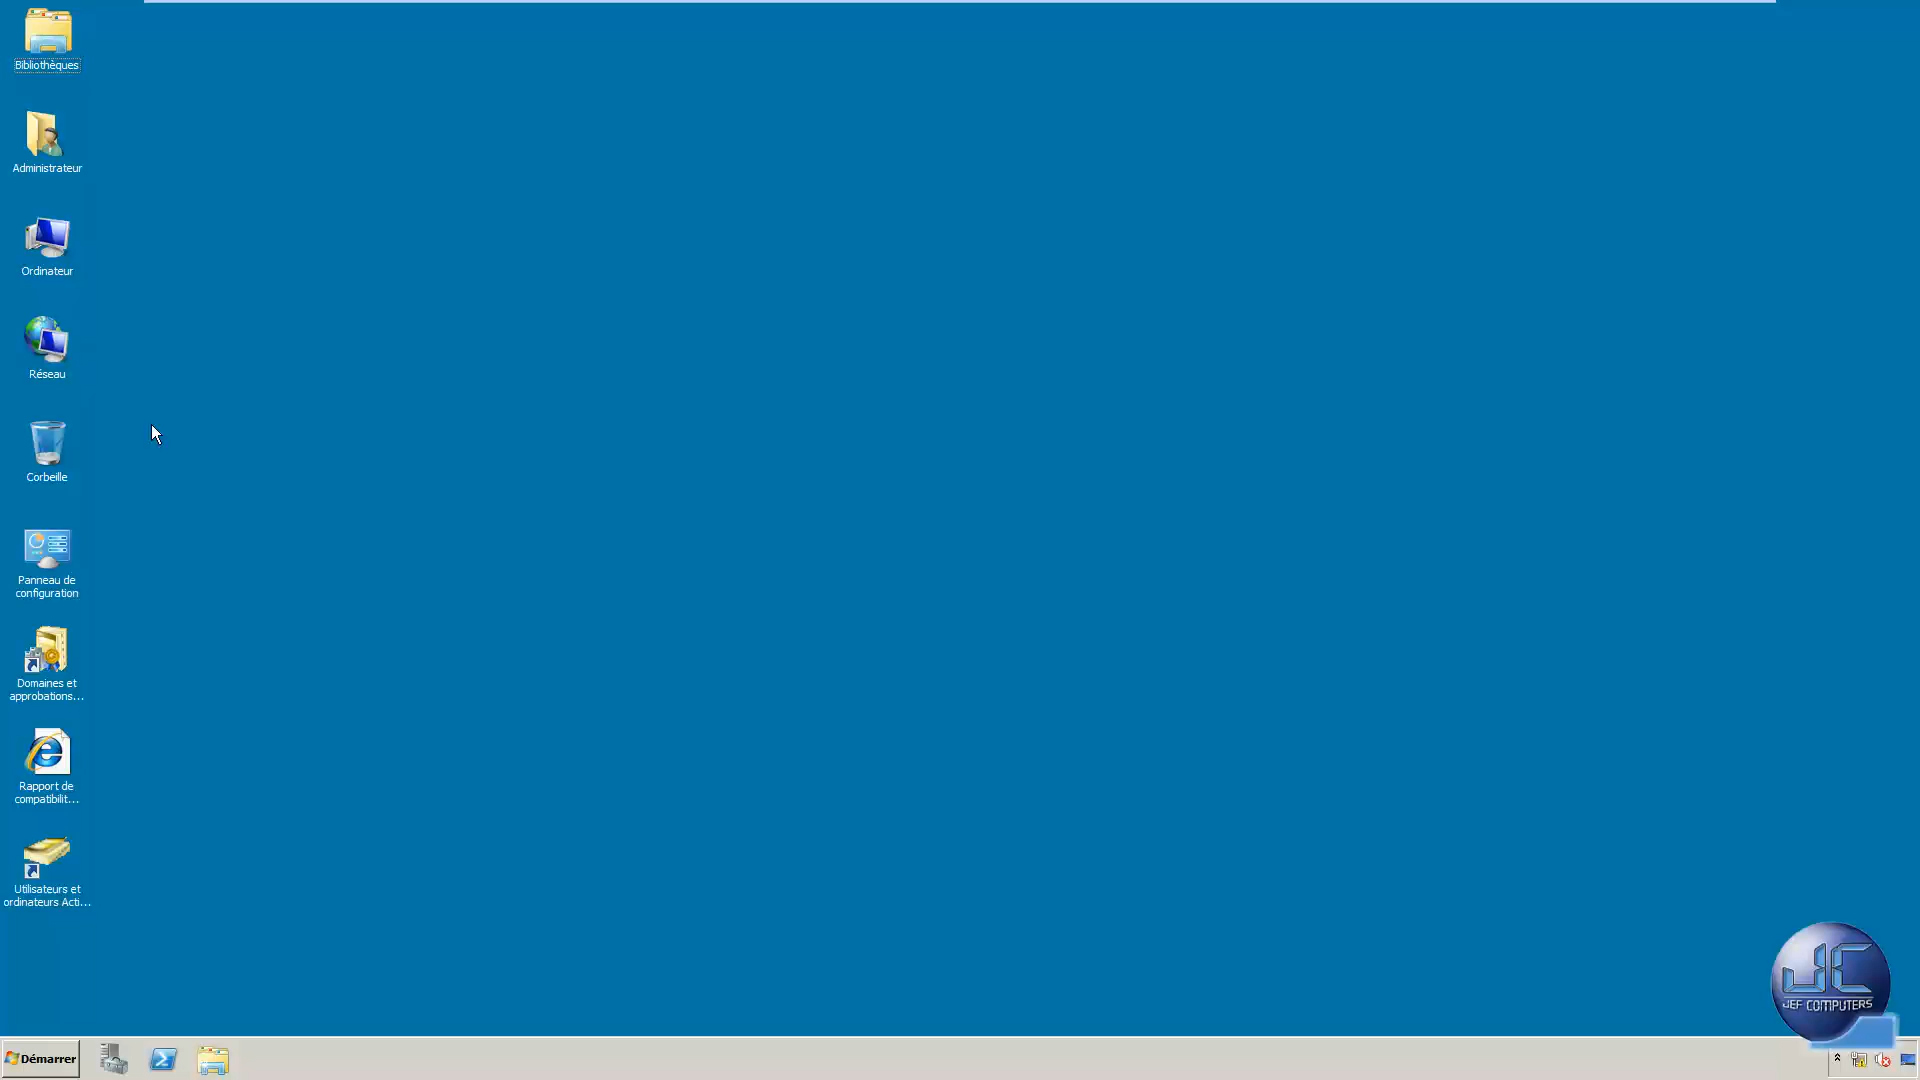 Bibliothèques
Administrateur
Ordinateur
Réseau
Corbeille
Panneau de
configuration
Domaines et
approbations...
Rapport de
compatibilit...
Utilisateurs et
ordinateurs Acti...
JC
JEF COMPUTERS
Démarrer